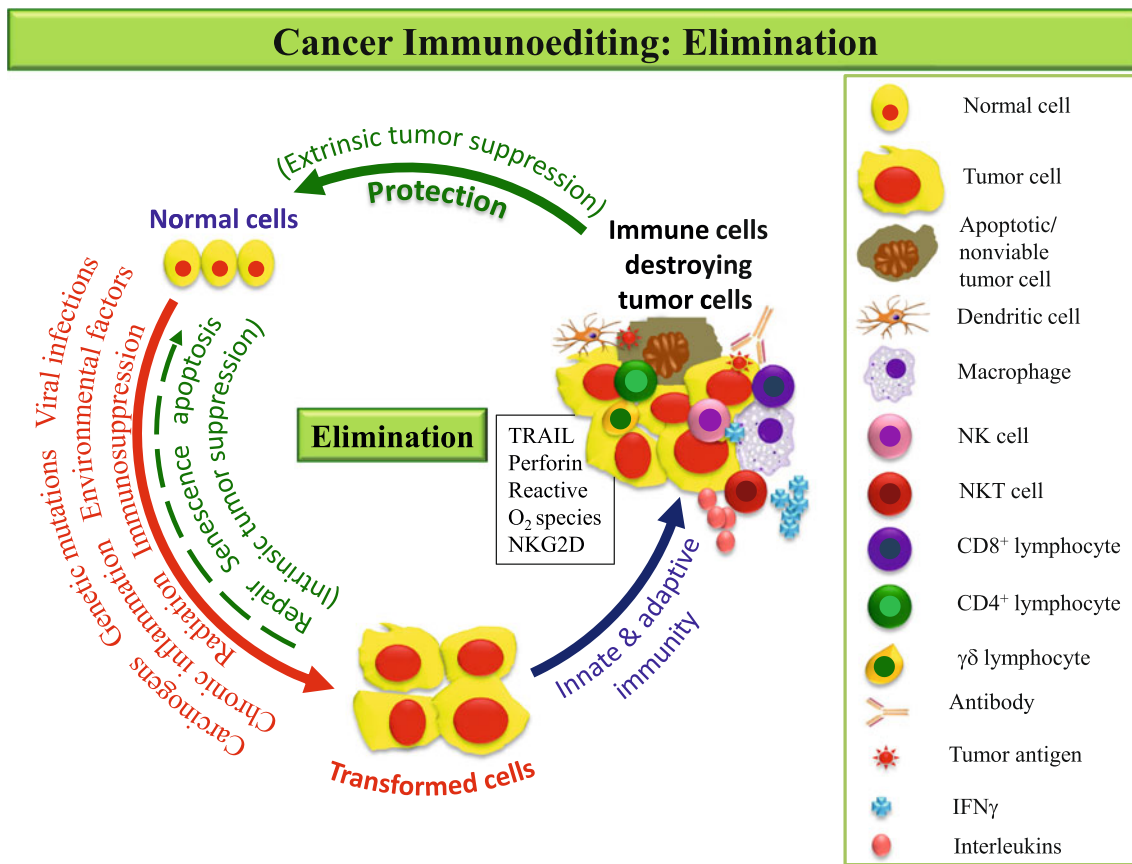 Cancer Immunoediting: Elimination
(Extrinsic tumor suppression)
Protection
Normal cells
Immune cells
destroying
tumor cells
Viral infections
Environmental factors
Immunosuppression
Genetic mutations
Chronic inflammation
Radiation
Carcinogens
Repair Senescence apoptosis
(Intrinsic tumor suppression)
Elimination
TRAIL
Perforin
Reactive
O₂ species
NKG2D
Innate & adaptive
immunity
Transformed cells
Normal cell
Tumor cell
Apoptotic/
nonviable
tumor cell
Dendritic cell
Macrophage
NK cell
NKT cell
CD8⁺ lymphocyte
CD4⁺ lymphocyte
γδ lymphocyte
Antibody
Tumor antigen
IFNγ
Interleukins